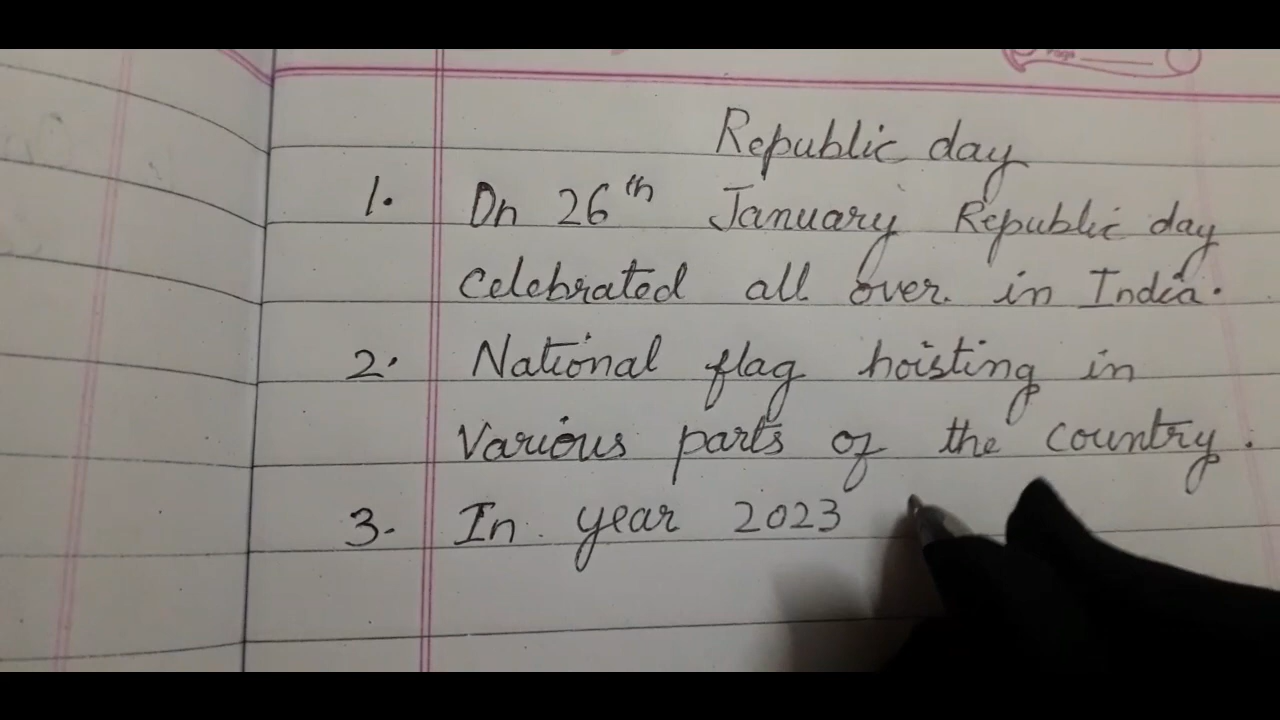 Page
Republic day
1. On 26th January Republic day
celebrated all over. in India.
2. National flag hoisting in
Various parts of the country.
3. In year 2023